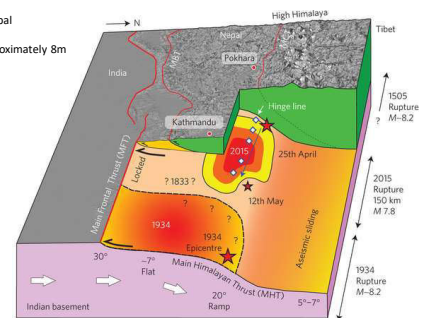 pal
oximately 8m
N
High Himalaya
Tibet
Nepal
Pokhara
India
MBT
MCT
Kathmandu
Hinge line
1505
Rupture
M~8.2
?
2015
25th April
Main Frontal Thrust (MFT)
Locked
? 1833 ?
12th May
2015
Rupture
150 km
M 7.8
Aseismic sliding
1934
?
?
?
?
1934
Epicentre
1934
Rupture
M~8.2
30°
~7°
Flat
Main Himalayan Thrust (MHT)
20°
Ramp
5°–7°
Indian basement